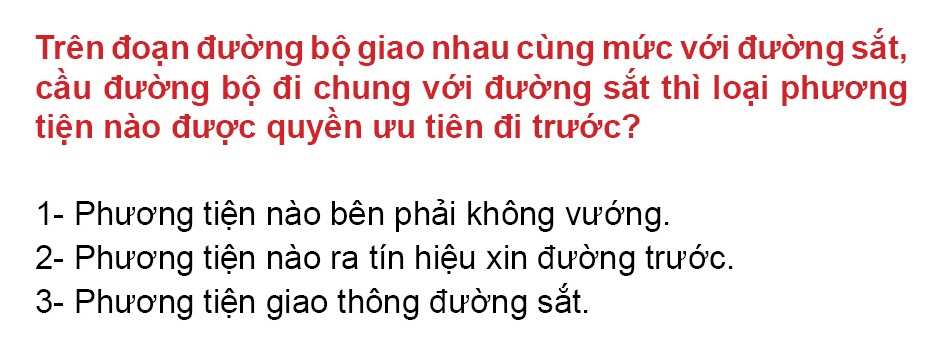 Trên đoạn đường bộ giao nhau cùng mức với đường sắt,
cầu đường bộ đi chung với đường sắt thì loại phương
tiện nào được quyền ưu tiên đi trước?
1- Phương tiện nào bên phải không vướng.
2- Phương tiện nào ra tín hiệu xin đường trước.
3- Phương tiện giao thông đường sắt.